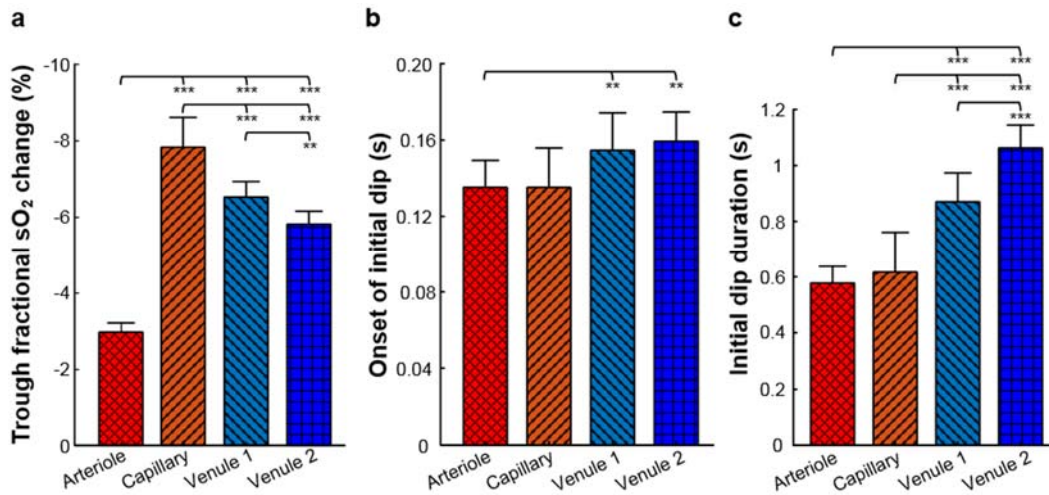 a
Trough fractional sO₂ change (%)
-10
-8
-6
-4
-2
0
***
***
***
***
***
***
**
Arteriole
Capillary
Venule 1
Venule 2
b
Onset of initial dip (s)
0.20
0.16
0.12
0.08
0.04
0
**
**
Arteriole
Capillary
Venule 1
Venule 2
c
Initial dip duration (s)
1.2
1
0.8
0.6
0.4
0.2
0
***
***
***
***
***
Arteriole
Capillary
Venule 1
Venule 2